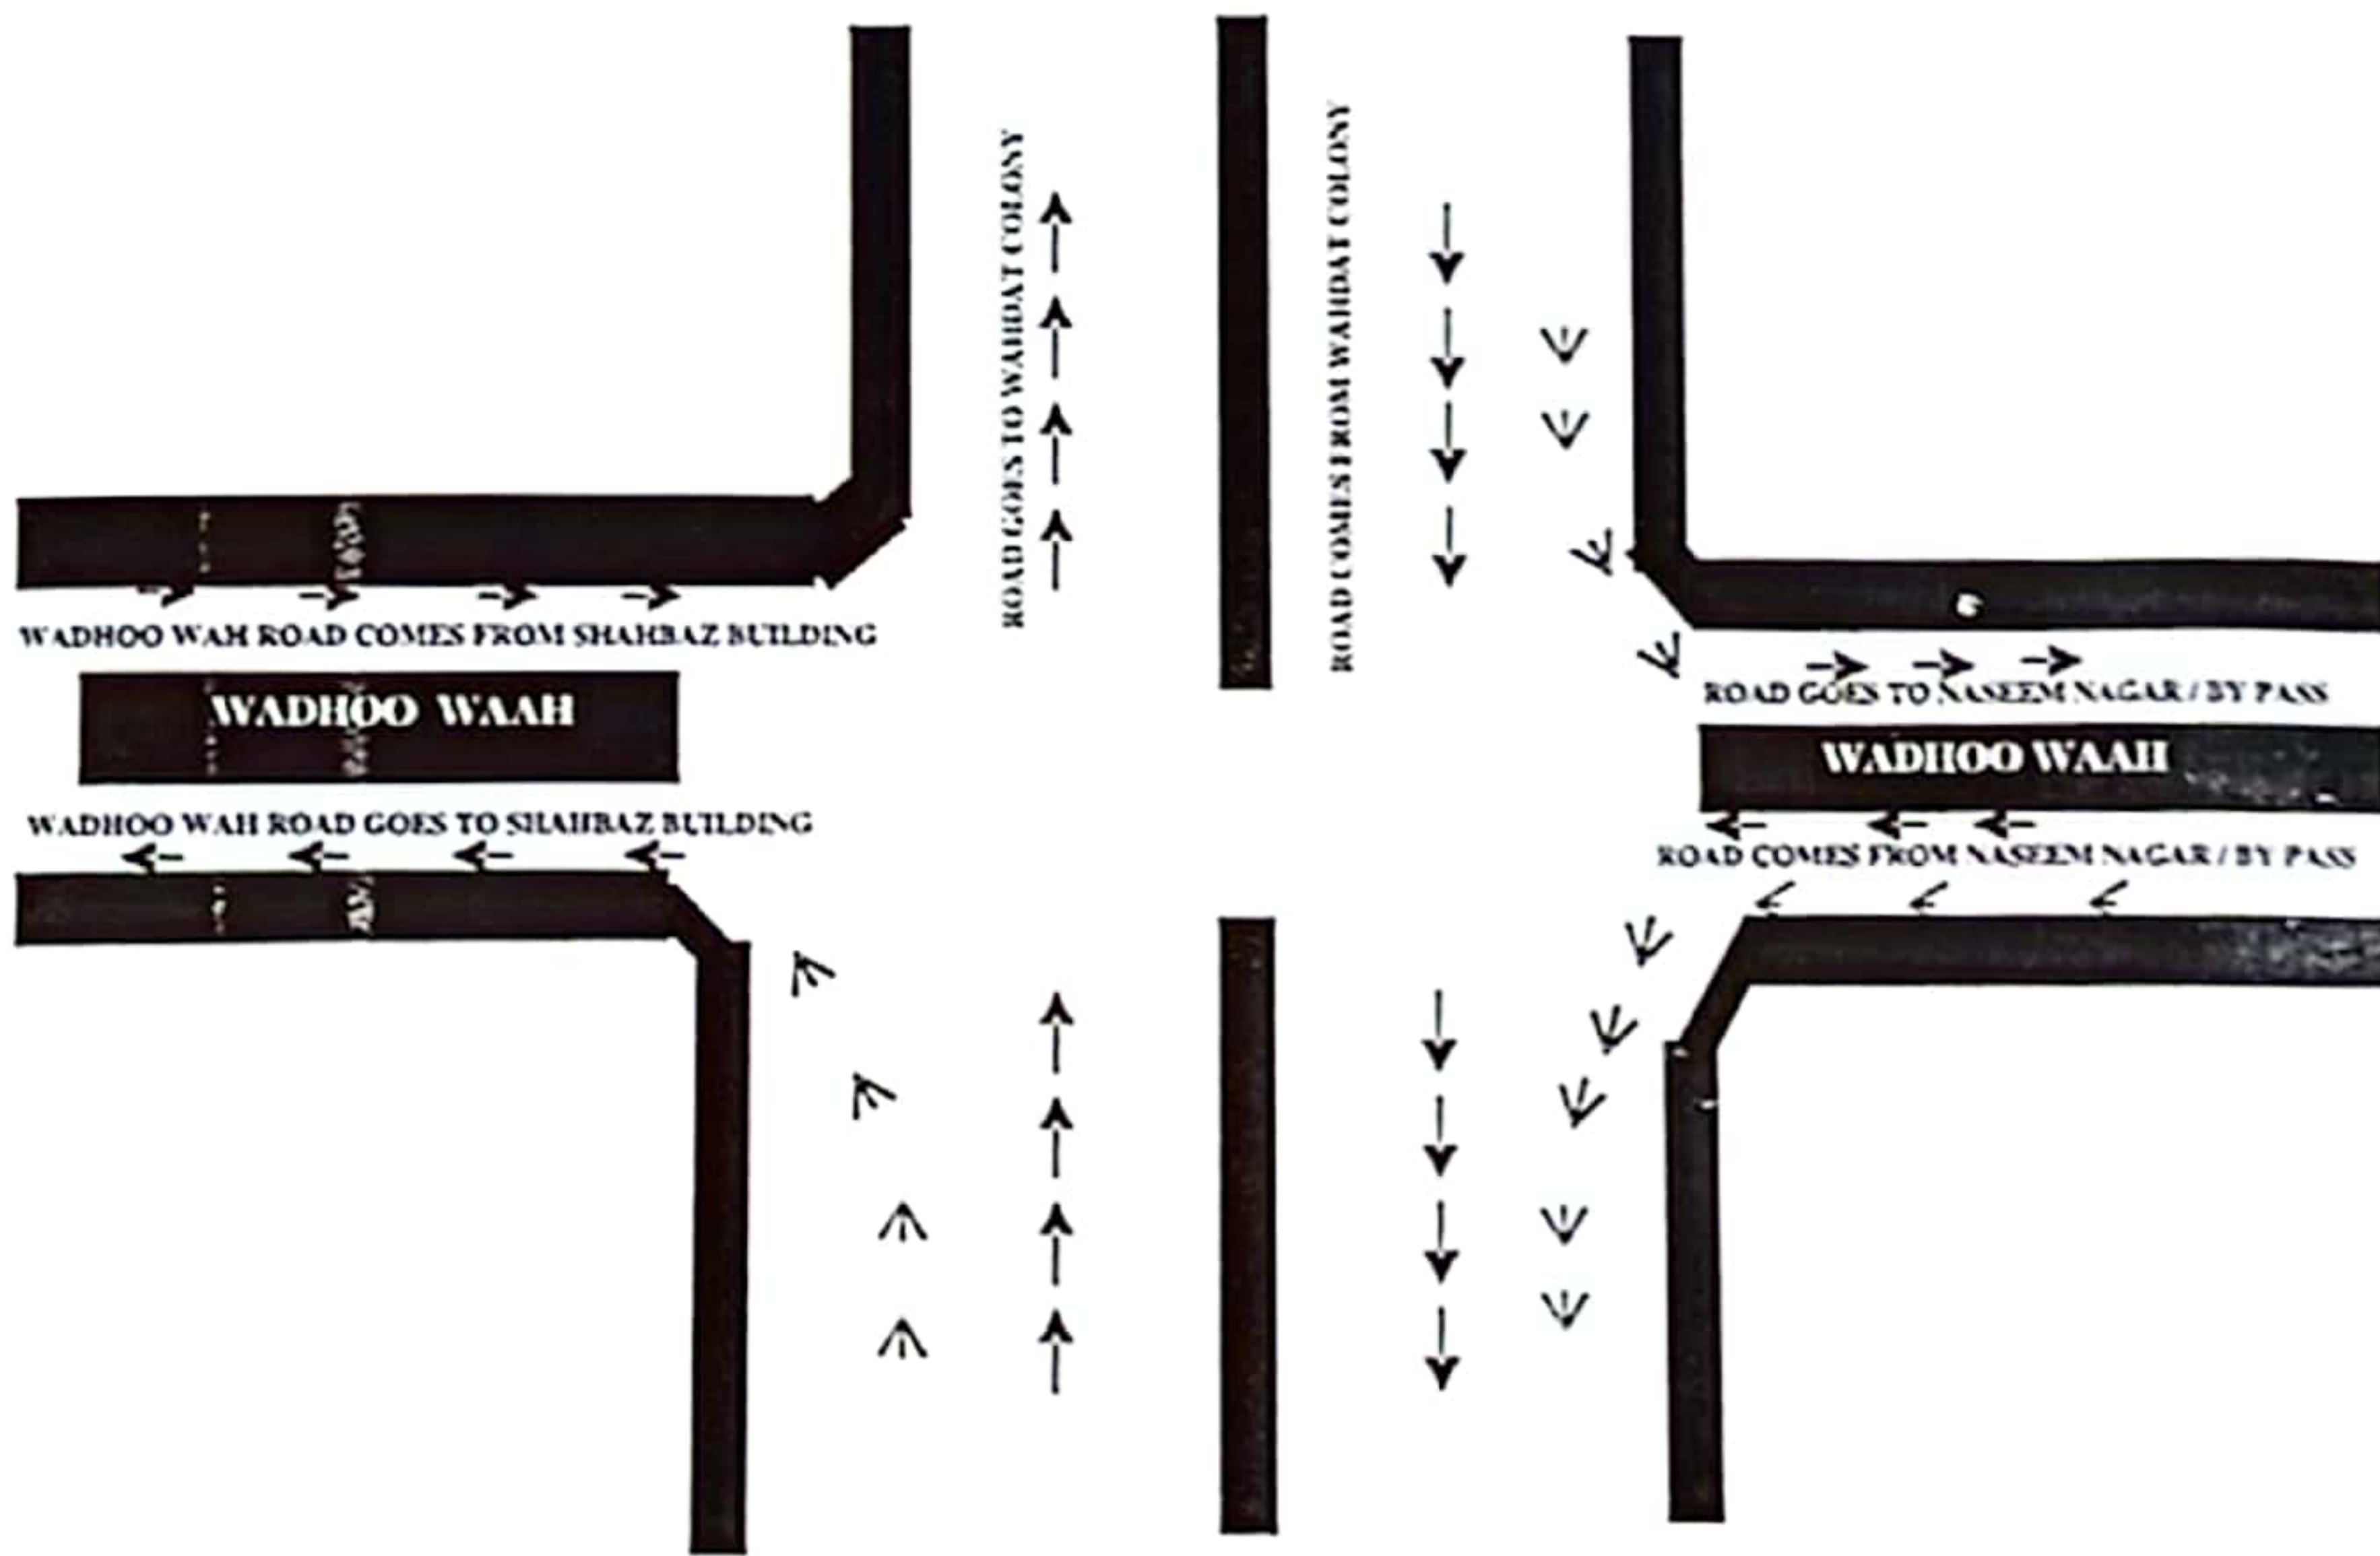 ROAD GOES TO WAHDAT COLONY
ROAD COMES FROM WAHDAT COLONY
WADHOO WAH ROAD COMES FROM SHAHBAZ BUILDING
WADHOO WAAH
WADHOO WAH ROAD GOES TO SHAHBAZ BUILDING
ROAD GOES TO NASEEM NAGAR / BY PASS
WADHOO WAAH
ROAD COMES FROM NASEEM NAGAR / BY PASS